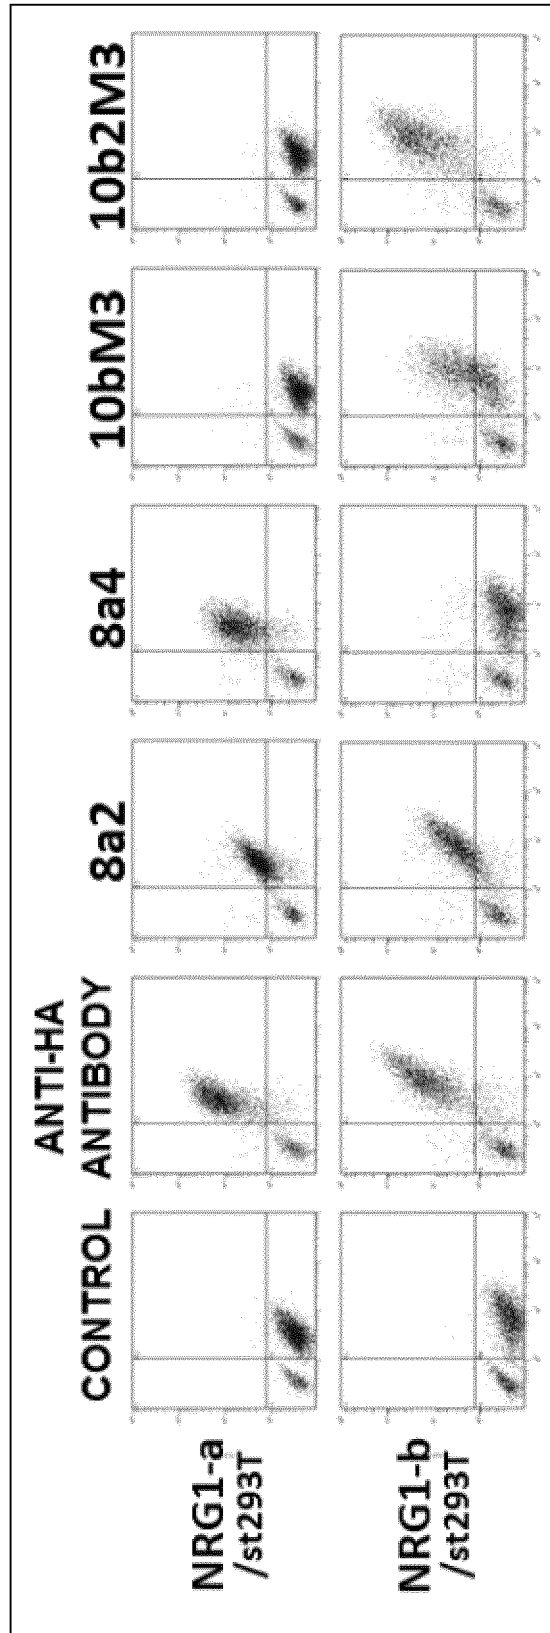 CONTROL
ANTI-HA
ANTIBODY
8a2
8a4
10bM3
10b2M3
NRG1-a
/st293T
NRG1-b
/st293T